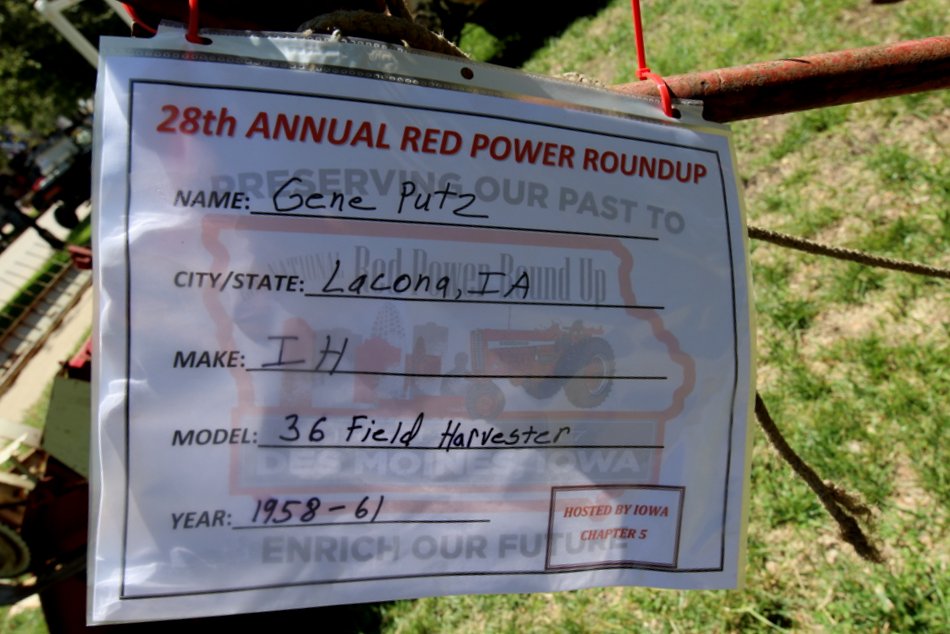 28th ANNUAL RED POWER ROUNDUP
PRESERVING OUR PAST TO
NAME: Gene Putz
NATIONAL Red Power Round Up
CITY/STATE: Lacona, IA
MAKE: IH
MODEL: 36 Field Harvester
DES MOINES IOWA
YEAR: 1958-61
HOSTED BY IOWA
CHAPTER 5
ENRICH OUR FUTURE